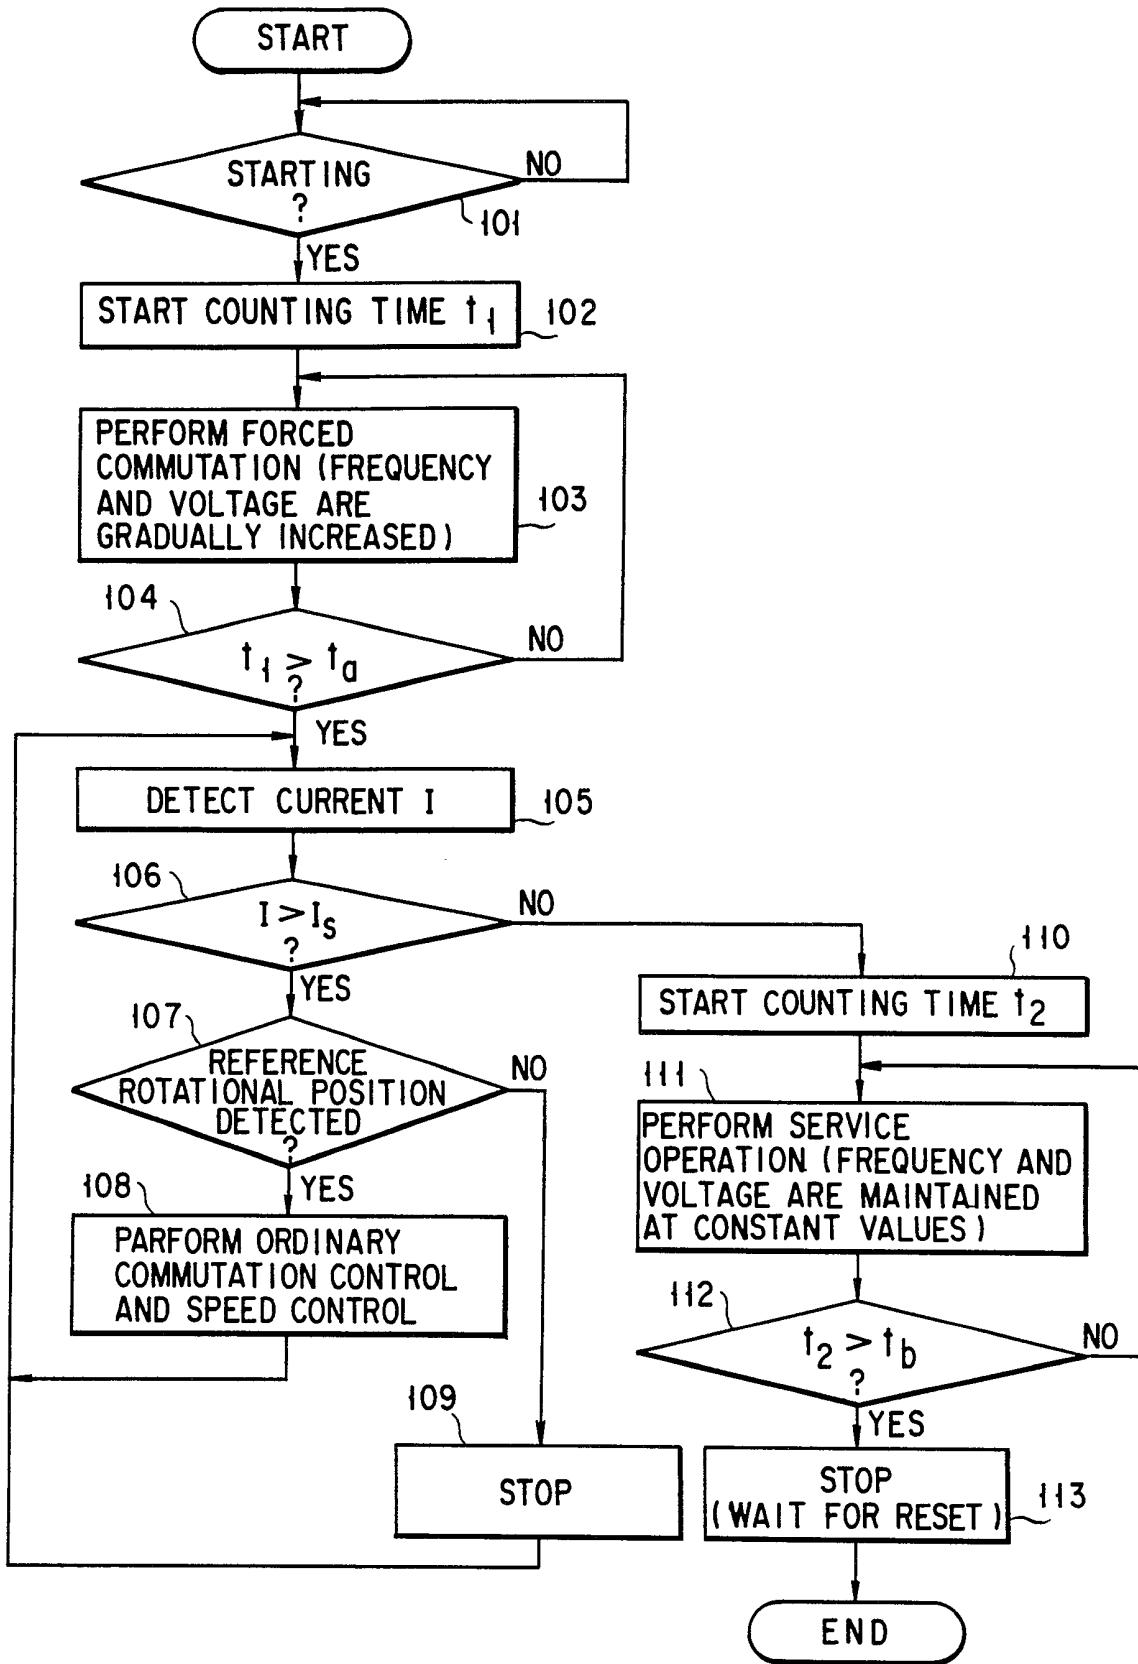 START
STARTING
?
NO
101
YES
START COUNTING TIME t1
102
PERFORM FORCED
COMMUTATION (FREQUENCY
AND VOLTAGE ARE
GRADUALLY INCREASED)
103
104
t1 > ta
?
NO
YES
DETECT CURRENT I
105
106
I > IS
?
NO
YES
107
REFERENCE
ROTATIONAL POSITION
DETECTED
?
NO
YES
108
PARFORM ORDINARY
COMMUTATION CONTROL
AND SPEED CONTROL
109
STOP
110
START COUNTING TIME t2
111
PERFORM SERVICE
OPERATION (FREQUENCY AND
VOLTAGE ARE MAINTAINED
AT CONSTANT VALUES)
112
t2 > tb
?
NO
YES
STOP
(WAIT FOR RESET)
113
END